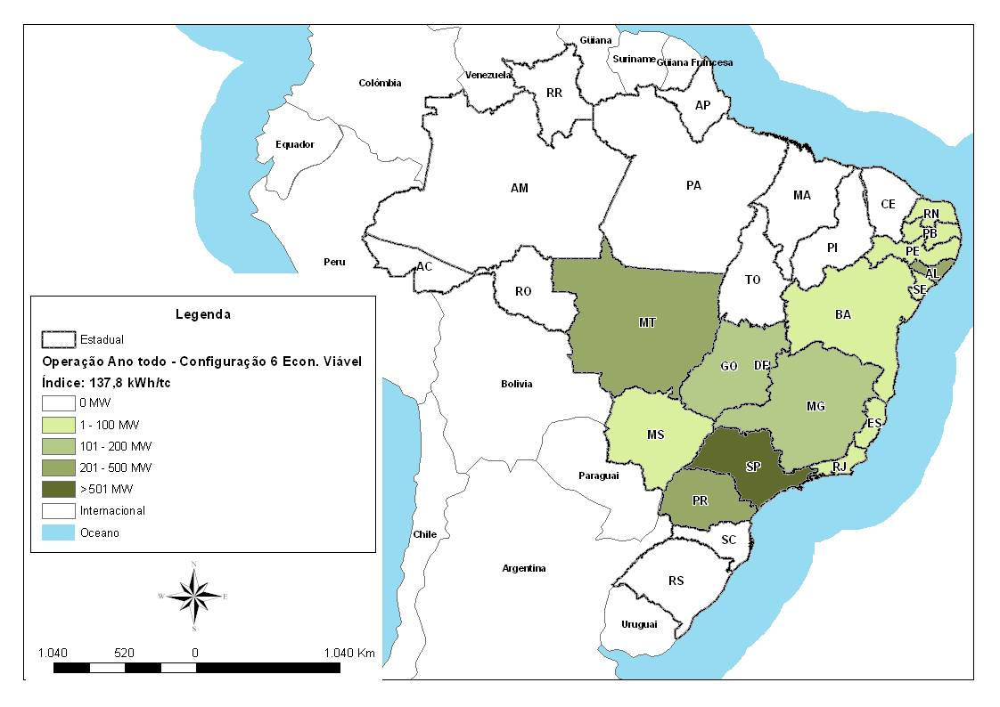 Güiana
Suriname
Güiana Francesa
Venezuela
Colómbia
RR
AP
Equador
AM
PA
MA
CE
RN
PB
PI
PE
AL
SE
Peru
AC
RO
TO
BA
MT
GO
DF
MG
ES
Bolivia
MS
SP
RJ
Paraguai
PR
SC
Chile
Argentina
RS
Uruguai
Legenda
Estadual
Operação Ano todo - Configuração 6 Econ. Viável
Índice: 137,8 kWh/tc
0 MW
1 - 100 MW
101 - 200 MW
201 - 500 MW
>501 MW
Internacional
Oceano
N
W
E
S
1.040 520 0 1.040 Km